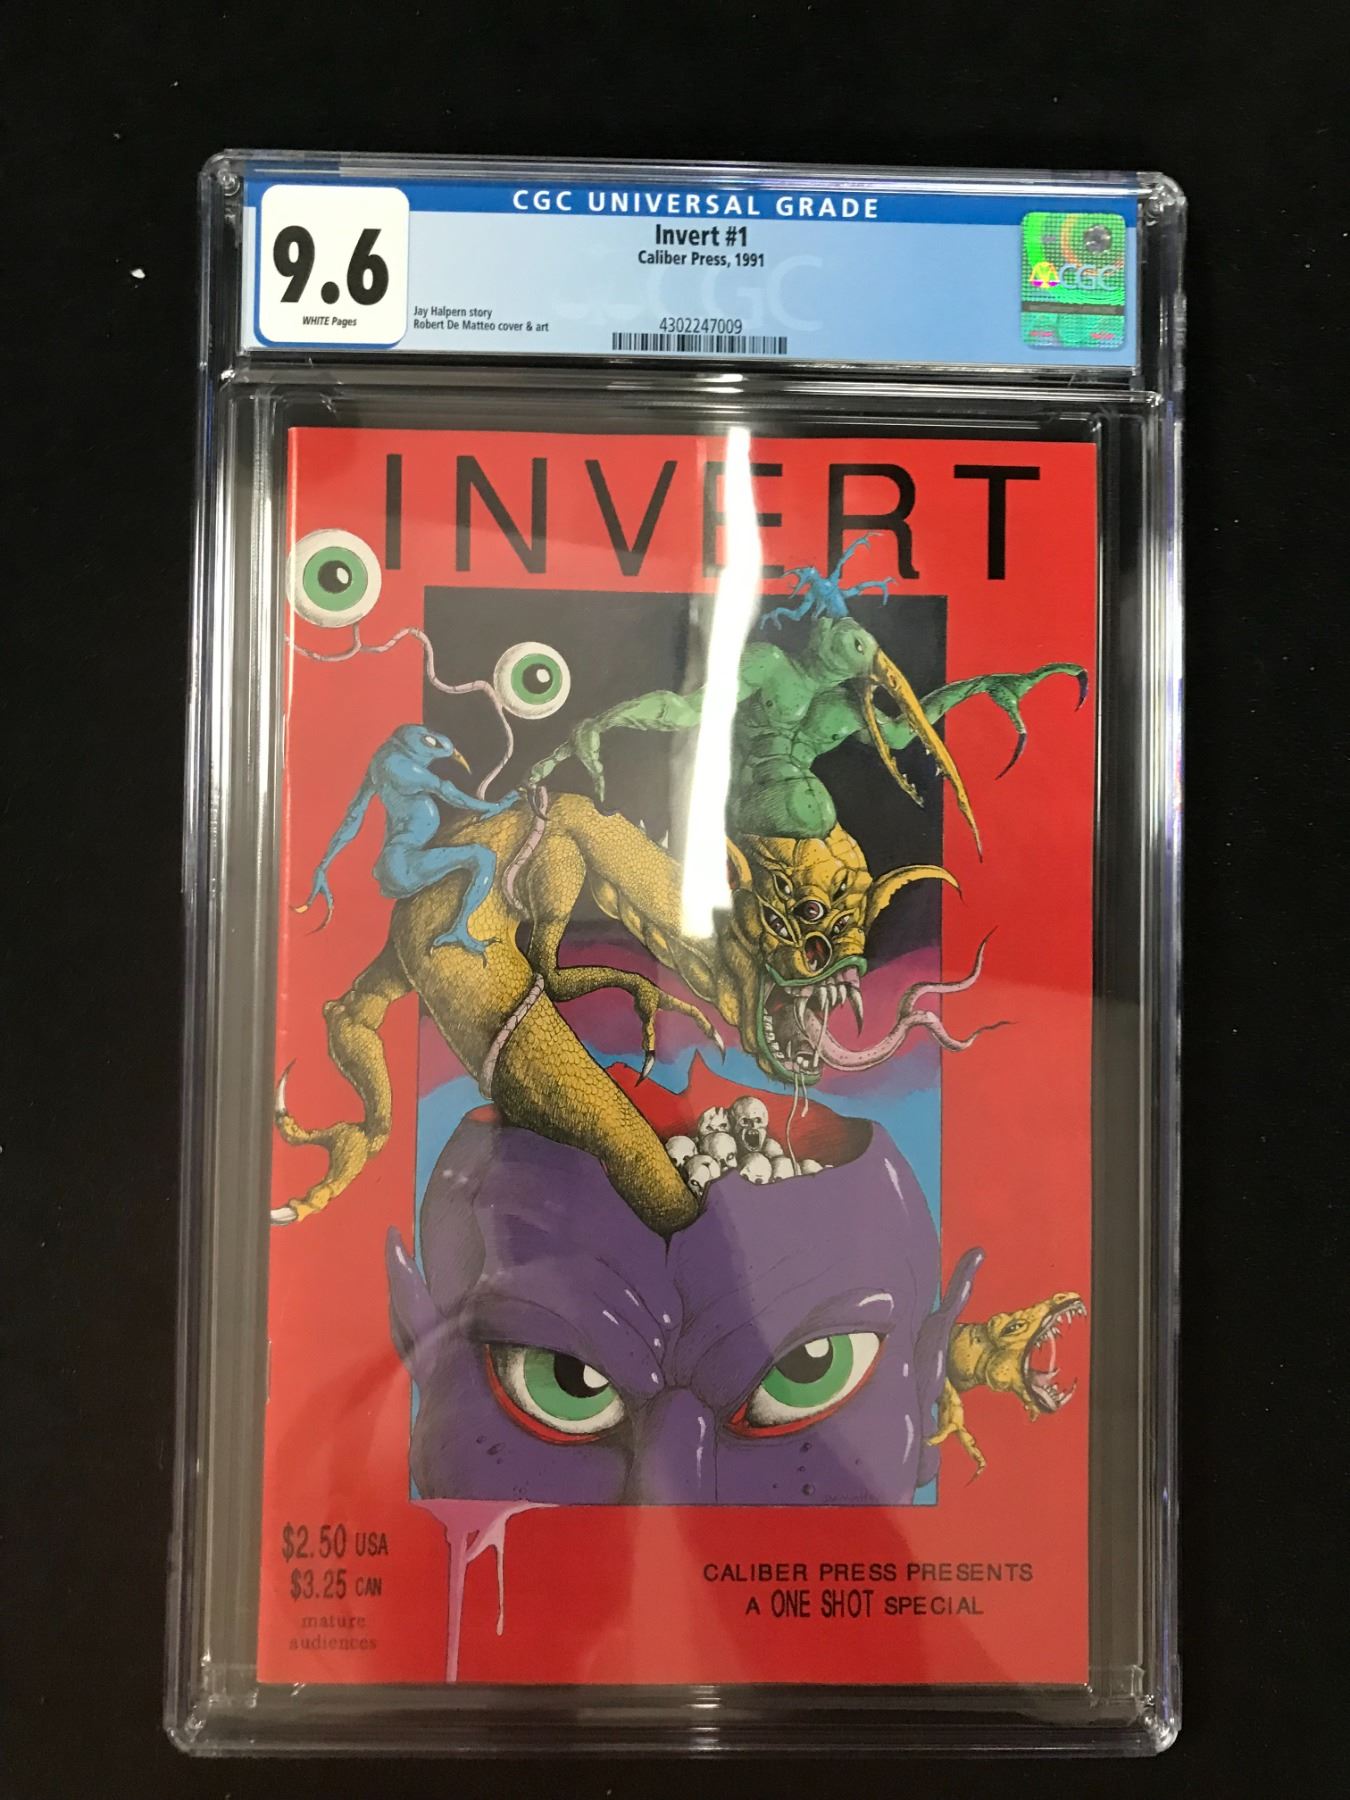 CGC UNIVERSAL GRADE
9.6
WHITE Pages
Invert #1
Caliber Press, 1991
Jay Halpern story
Robert De Matteo cover & art
4302247009
CGC
CGC
INVERT
$2.50 USA
$3.25 CAN
mature
audiences
CALIBER PRESS PRESENTS
A ONE SHOT SPECIAL